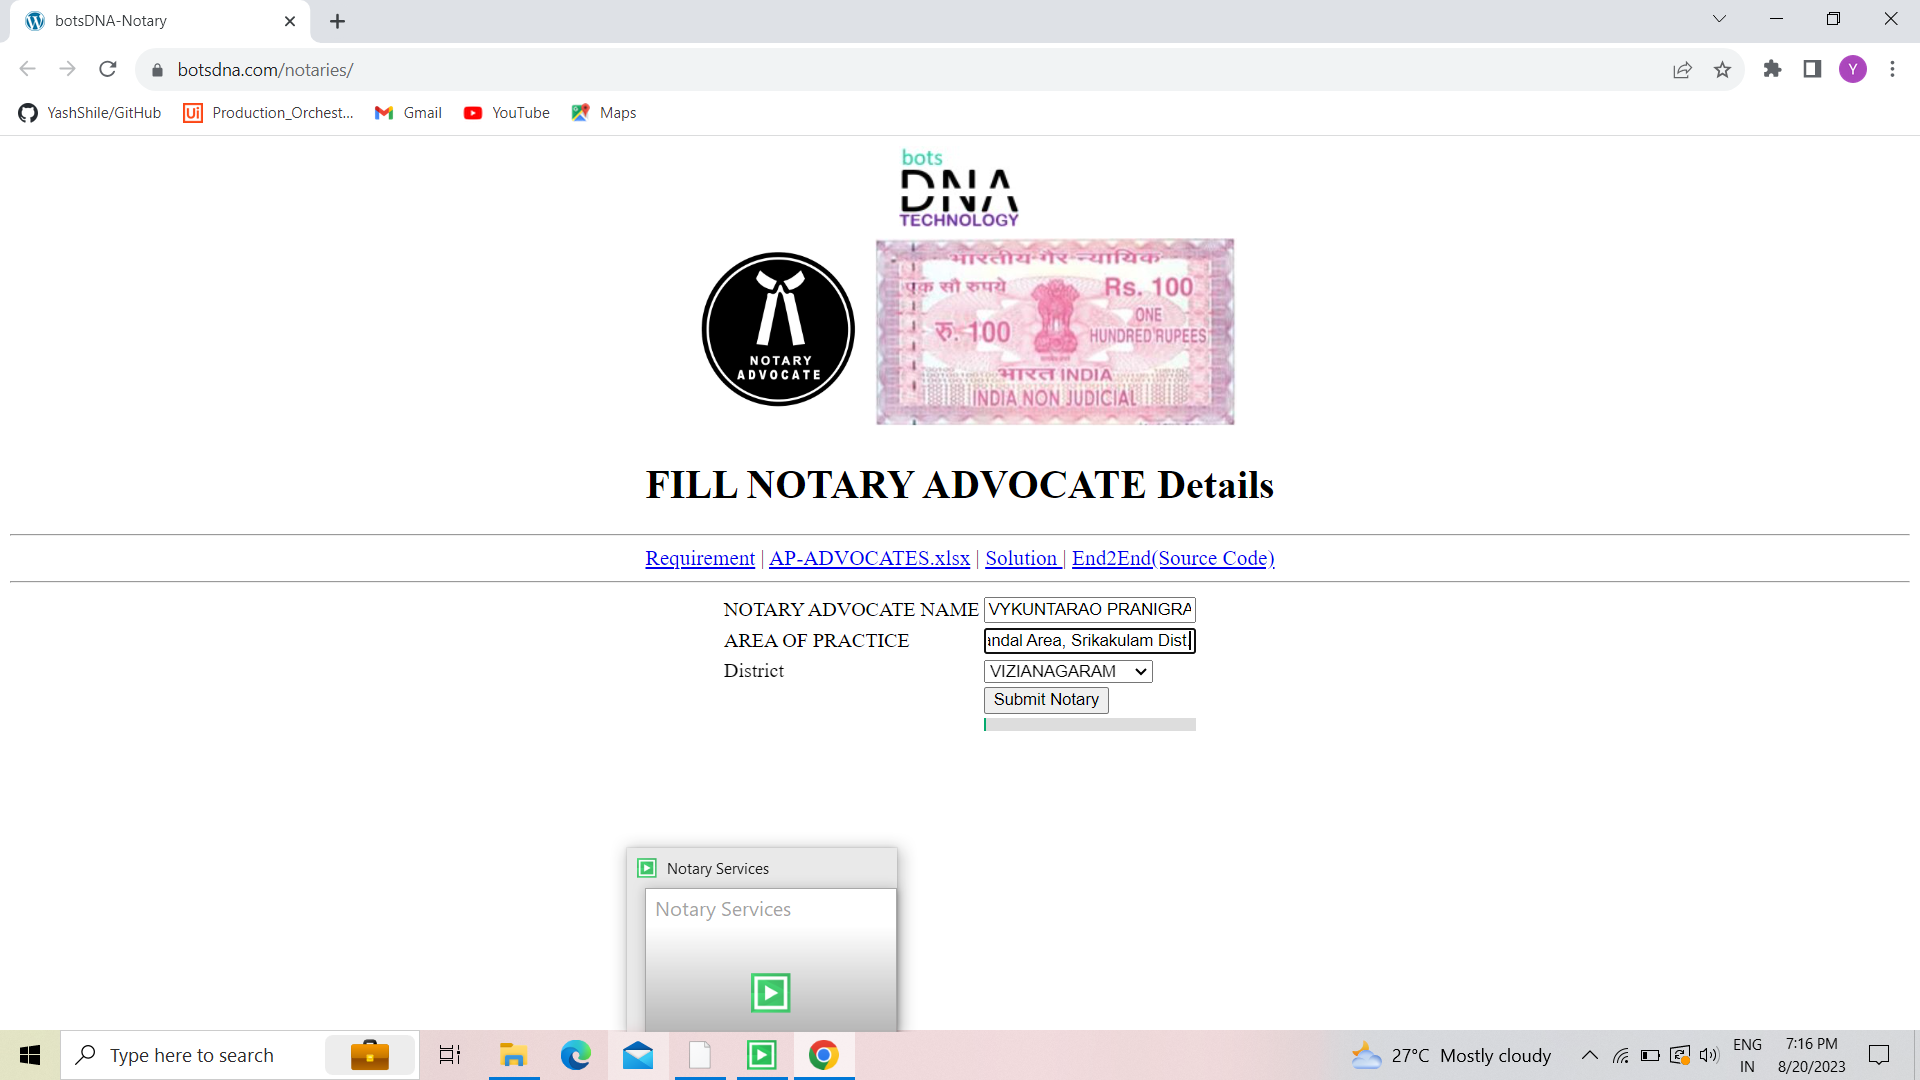 botsDNA-Notary
botsdna.com/notaries/
YashShile/GitHub
Ui Production_Orchest...
Gmail
YouTube
Maps
Y
bots
DNA
TECHNOLOGY
NOTARY
ADVOCATE
भारतीय-गैर-न्यायिक
एक सौ रुपये
Rs. 100
रु. 100
ONE
HUNDRED RUPEES
भारत INDIA
INDIA NON JUDICIAL
FILL NOTARY ADVOCATE Details
Requirement | AP-ADVOCATES.xlsx | Solution | End2End(Source Code)
NOTARY ADVOCATE NAME VYKUNTARAO PRANIGRA
AREA OF PRACTICE andal Area, Srikakulam Dist.
District VIZIANAGARAM
Submit Notary
Notary Services
Notary Services
Type here to search
27°C Mostly cloudy
ENG
IN
7:16 PM
8/20/2023